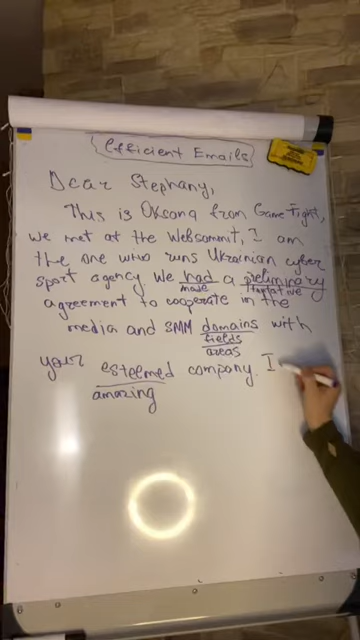 Efficient Emails
Dear Stephany,
This is Oksana from GameFight,
We met at the Websummit, I am
the one who runs Ukrainian cyber
sport agency. We had a preliminary
made tentative
agreement to cooperate in the
media and SMM domains with
fields
areas
your esteemed company. I
amazing